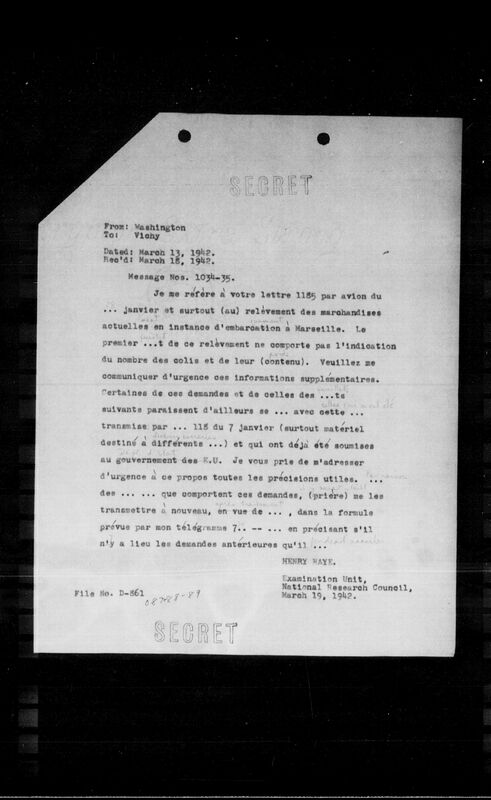 SECRET
From: Washington
To: Vichy
Dated: March 13, 1942.
Rec'd: March 18, 1942.
Message Nos. 1034-35.
Je me réfère à votre lettre 1185 par avion du
... janvier et surtout (au) relèvement des marchandises
actuelles en instance d'embarcation à Marseille. Le
premier ...t de ce relèvement ne comporte pas l'indication
du nombre des colis et de leur (contenu). Veuillez me
communiquer d'urgence ces informations supplémentaires.
Certaines de ces demandes et de celles des ...ts
suivants paraissent d'ailleurs se ... avec cette ...
transmise par ... 118 du 7 janvier (surtout matériel
destiné à différents ...) et qui ont déjà été soumises
au gouvernement des E.U. Je vous prie de m'adresser
d'urgence à ce propos toutes les précisions utiles. ...
des ... ... que comportent ces demandes, (prière) me les
transmettre à nouveau, en vue de ... , dans la formule
prévue par mon télégramme 7.. -- ... en précisant s'il
n'y a lieu les demandes antérieures qu'il ...
HENRY HAYE.
Examination Unit,
National Research Council,
March 19, 1942.
File No. D-861
08788-89
SECRET